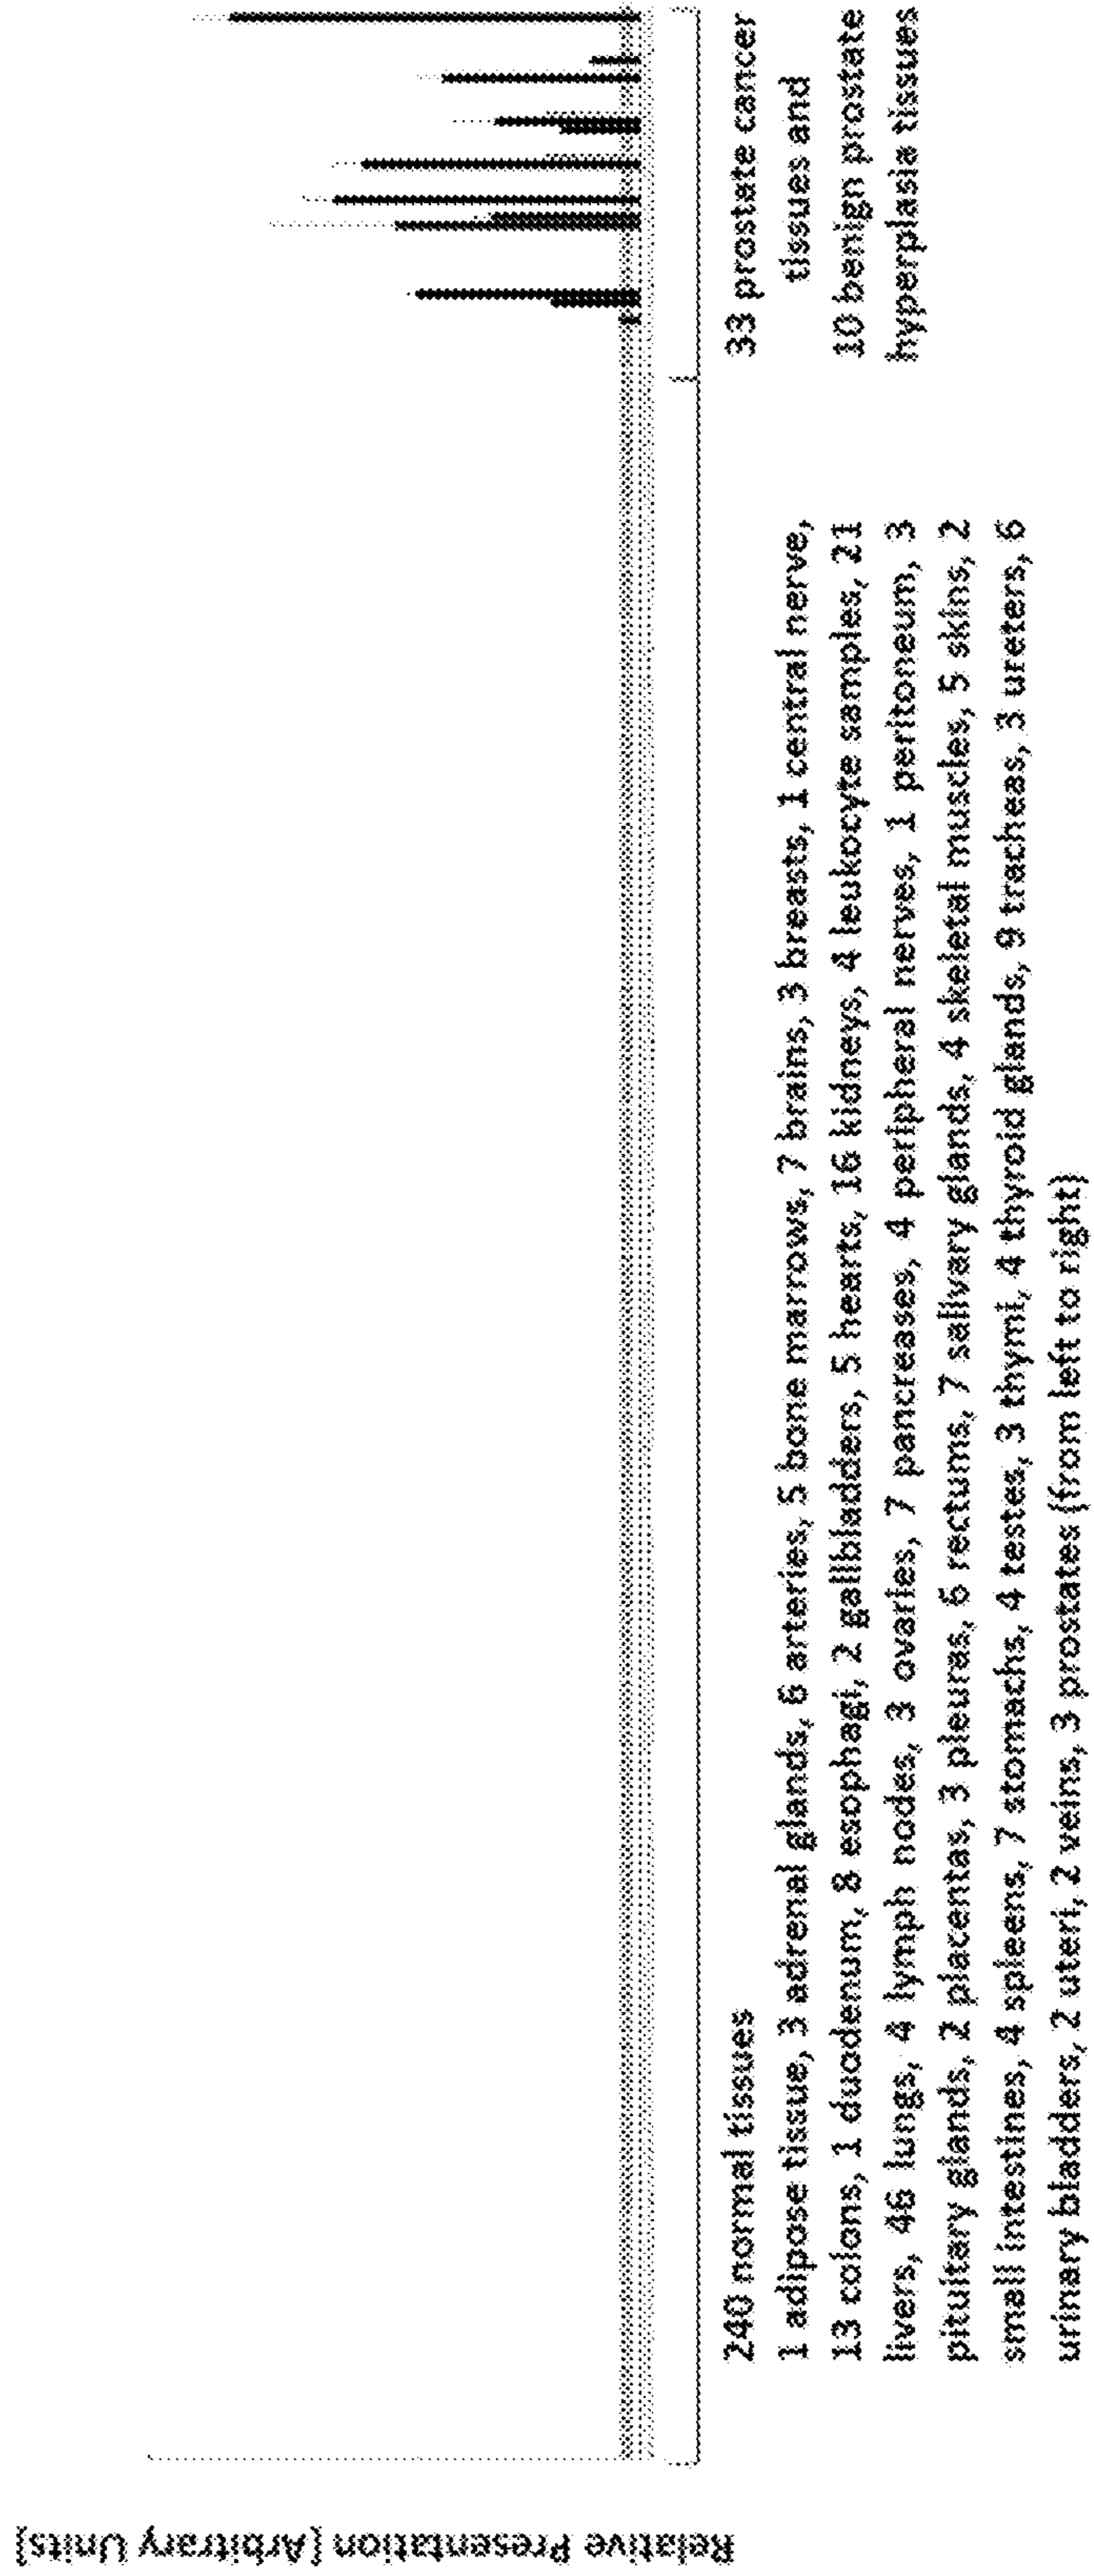 Relative Presentation [Arbitrary Units]
240 normal tissues
1 adipose tissue, 3 adrenal glands, 6 arteries, 5 bone marrows, 7 brains, 3 breasts, 1 central nerve,
13 colons, 1 duodenum, 8 esophagi, 2 gallbladders, 5 hearts, 16 kidneys, 4 leukocyte samples, 21
livers, 46 lungs, 4 lymph nodes, 3 ovaries, 7 pancreases, 4 peripheral nerves, 1 peritoneum, 3
pituitary glands, 2 placentas, 3 pleuras, 6 rectums, 7 salivary glands, 4 skeletal muscles, 5 skins, 2
small intestines, 4 spleens, 7 stomachs, 4 testes, 3 thymi, 4 thyroid glands, 9 tracheas, 3 ureters, 6
urinary bladders, 2 uteri, 2 veins, 3 prostates (from left to right)
33 prostate cancer
tissues and
10 benign prostate
hyperplasia tissues